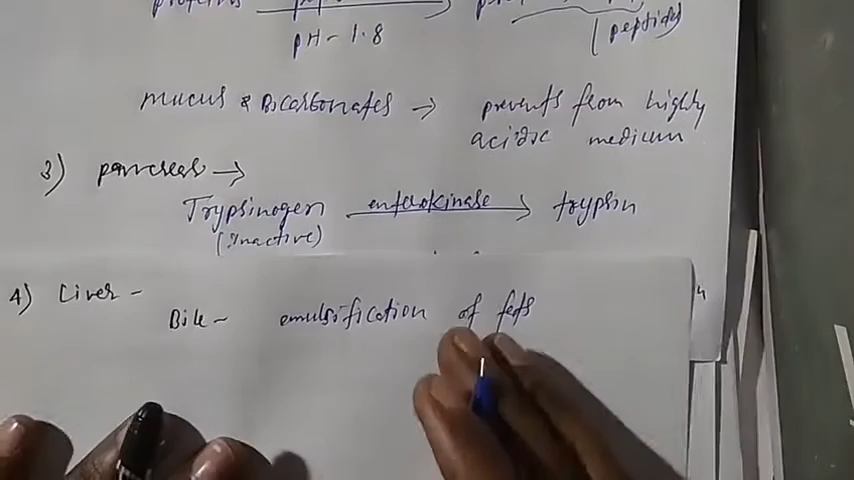 proteins
pH - 1.8
(peptides)
mucus & Bicarbonates → prevents from highly
acidic medium
3) pancreas →
Trypsinogen enterokinase trypsin
(Inactive)
4) Liver -
Bile - emulsification of fats